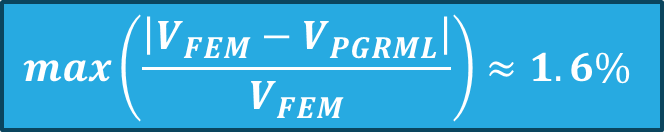 max(|V_FEM − V_PGRML| / V_FEM) ≈ 1.6%